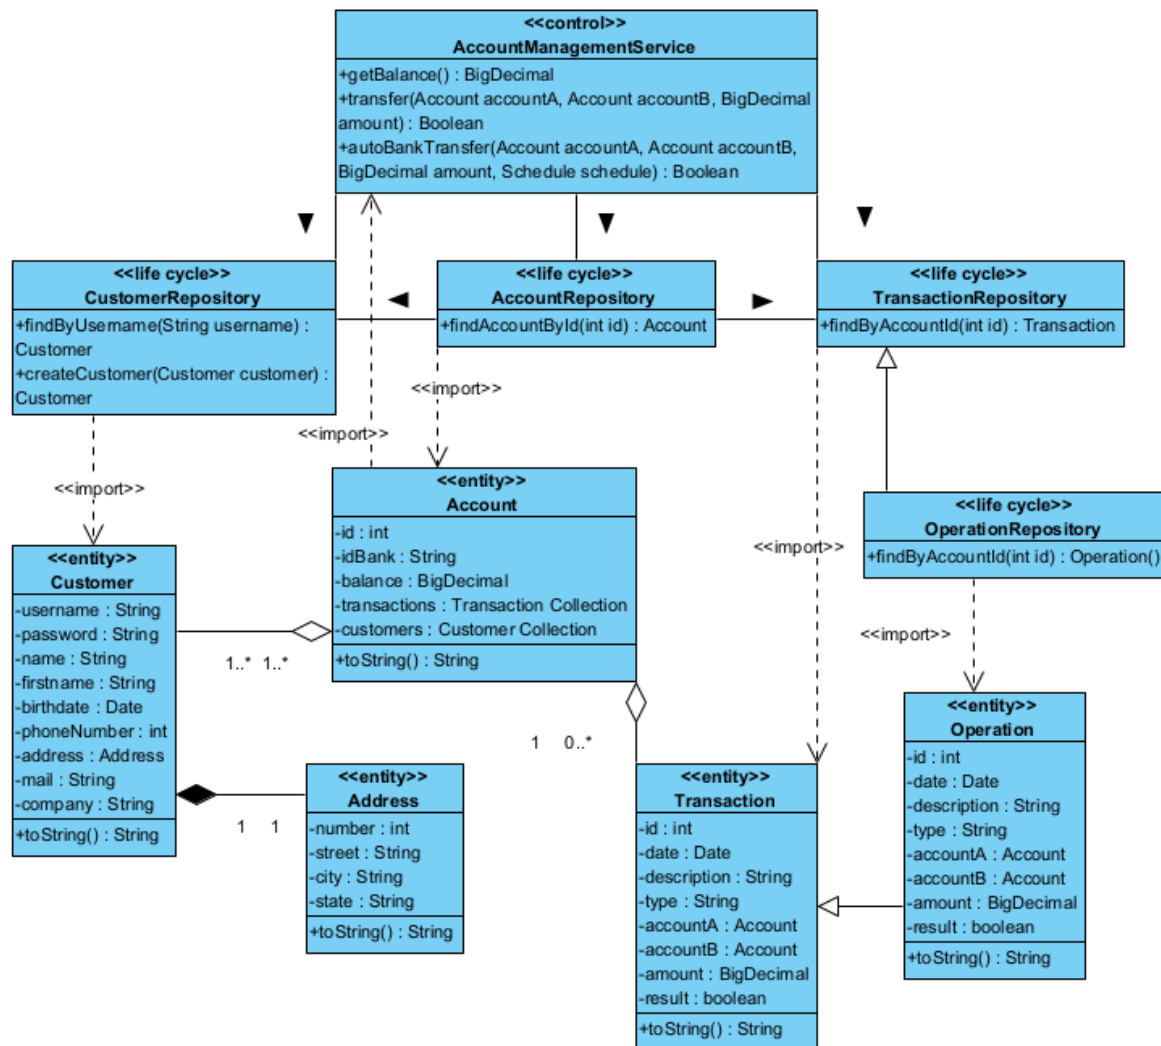 <<control>>
AccountManagementService
+getBalance() : BigDecimal
+transfer(Account accountA, Account accountB, BigDecimal
amount) : Boolean
+autoBankTransfer(Account accountA, Account accountB,
BigDecimal amount, Schedule schedule) : Boolean
<<life cycle>>
CustomerRepository
+findByUsername(String username) :
Customer
+createCustomer(Customer customer) :
Customer
<<life cycle>>
AccountRepository
+findAccountById(int id) : Account
<<life cycle>>
TransactionRepository
+findByAccountId(int id) : Transaction
<<import>>
<<import>>
<<import>>
<<import>>
<<life cycle>>
OperationRepository
+findByAccountId(int id) : Operation()
<<import>>
<<entity>>
Customer
-username : String
-password : String
-name : String
-firstname : String
-birthdate : Date
-phoneNumber : int
-address : Address
-mail : String
-company : String
+toString() : String
<<entity>>
Account
-id : int
-idBank : String
-balance : BigDecimal
-transactions : Transaction Collection
-customers : Customer Collection
+toString() : String
1..* 1..*
1 0..*
1 1
<<entity>>
Address
-number : int
-street : String
-city : String
-state : String
+toString() : String
<<entity>>
Transaction
-id : int
-date : Date
-description : String
-type : String
-accountA : Account
-accountB : Account
-amount : BigDecimal
-result : boolean
+toString() : String
<<entity>>
Operation
-id : int
-date : Date
-description : String
-type : String
-accountA : Account
-accountB : Account
-amount : BigDecimal
-result : boolean
+toString() : String